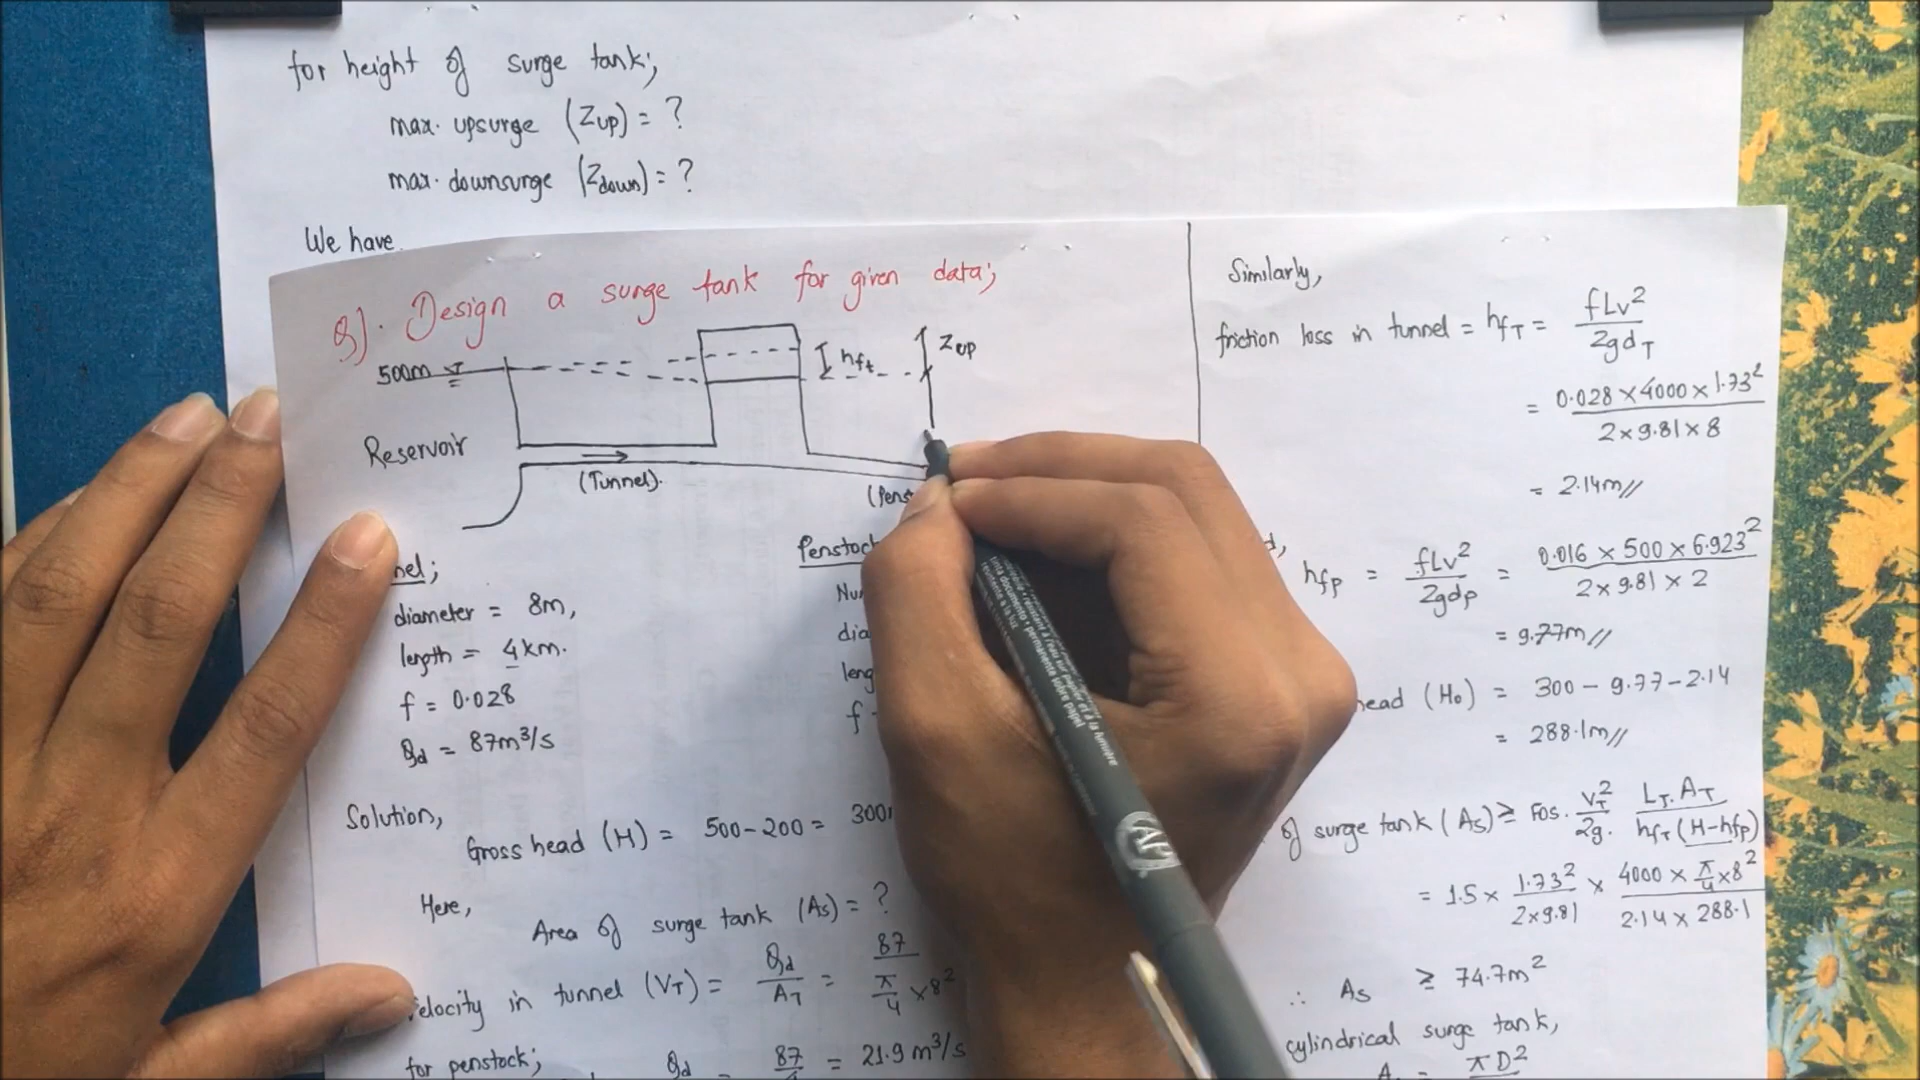 for height of surge tank;
max. upsurge (Zup) = ?
max. downsurge (Zdown) = ?
We have
Q). Design a surge tank for given data;
500m
hft
Zup
Reservoir
(Tunnel).
(Pens
nel;
diameter = 8m,
length = 4km.
f = 0.028
Qd = 87m³/s
Penstoc
Nu
dia
leng
f
Solution,
Gross head (H) = 500-200 = 300
Here,
Area of surge tank (As) = ?
elocity in tunnel (VT) = Qd/AT = 87/(π/4 × 8²
for penstock;
Qd 87 = 21.9 m³/s
Similarly,
friction loss in tunnel = hfT = fLv²/2gdT
= 0.028 × 4000 × 1.73²/2 × 9.81 × 8
= 2.14m//
d,
hfp = fLv²/2gdp = 0.016 × 500 × 6.923²/2 × 9.81 × 2
= 9.77m//
head (Ho) = 300 - 9.77 - 2.14
= 288.1m//
of surge tank (As) ≥ FOS. VT²/2g. LT. AT/hfT (H-hfp)
= 1.5 × 1.73²/2×9.81 × 4000 × π/4 × 8²/2.14 × 288.1
∴ As ≥ 74.7m²
cylindrical surge tank,
A = πD²